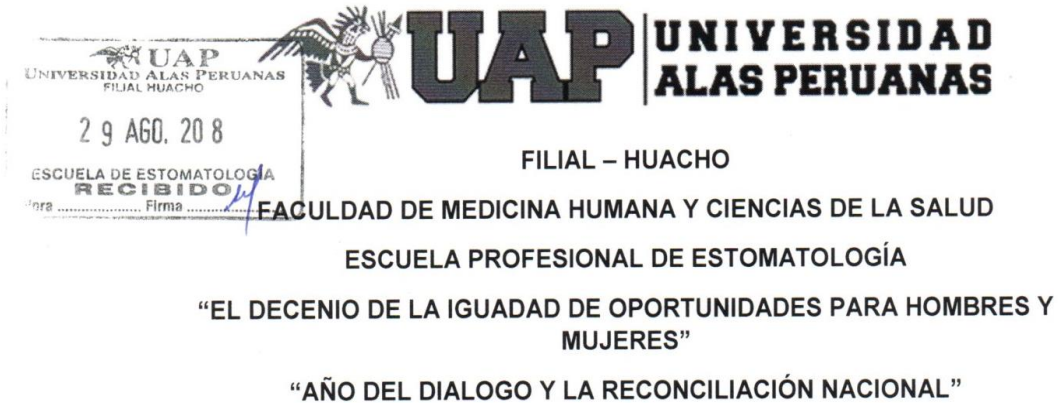 UAP
UNIVERSIDAD ALAS PERUANAS
FILIAL HUACHO
29 AGO. 20 8
ESCUELA DE ESTOMATOLOGÍA
RECIBIDO
Hora .............. Firma ..............
UAP
UNIVERSIDAD
ALAS PERUANAS
FILIAL – HUACHO
FACULDAD DE MEDICINA HUMANA Y CIENCIAS DE LA SALUD
ESCUELA PROFESIONAL DE ESTOMATOLOGÍA
“EL DECENIO DE LA IGUADAD DE OPORTUNIDADES PARA HOMBRES Y
MUJERES”
“AÑO DEL DIALOGO Y LA RECONCILIACIÓN NACIONAL”